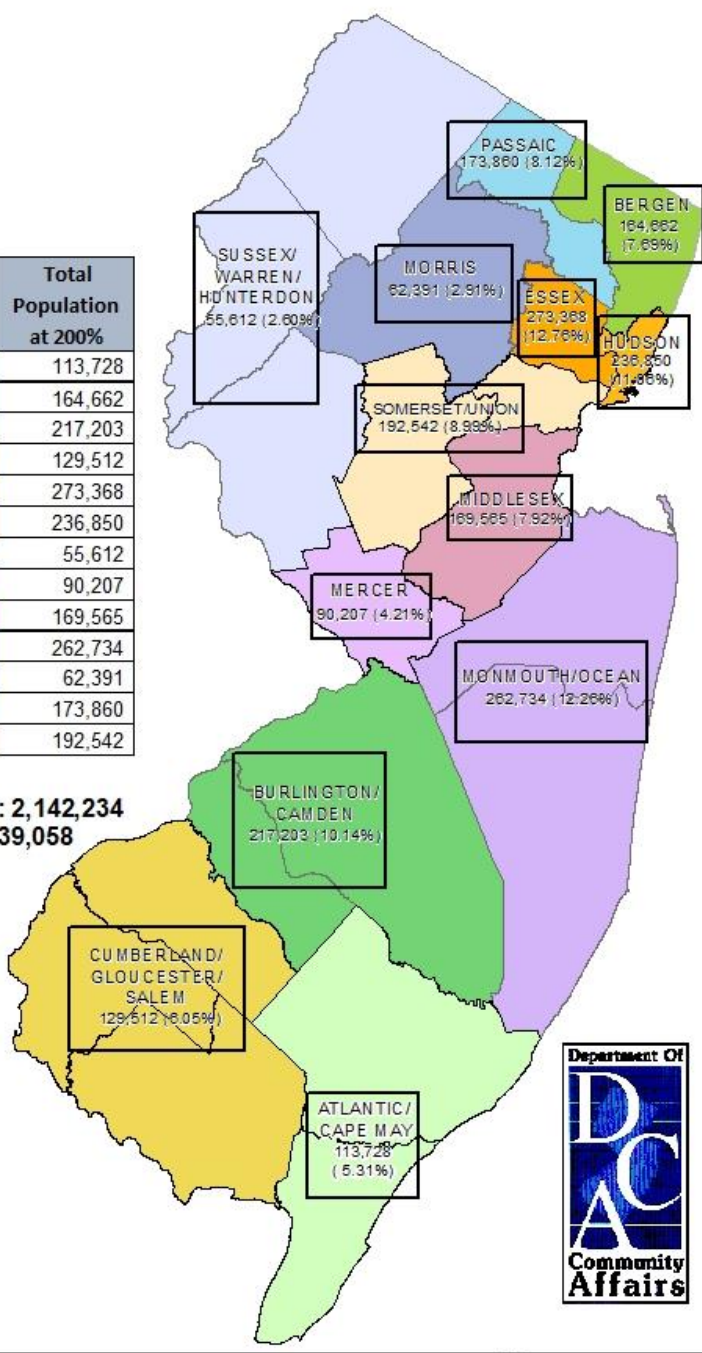 Total
Population
at 200%
113,728
164,662
217,203
129,512
273,368
236,850
55,612
90,207
169,565
262,734
62,391
173,860
192,542
: 2,142,234
39,058
PASSAIC
173,860 (8.12%)
BERGEN
164,662
(7.69%)
SUSSEX/
WARREN/
HUNTERDON
55,612 (2.60%)
MORRIS
62,391 (2.91%)
ESSEX
273,368
(12.76%)
HUDSON
236,850
SOMERSET/UNION
192,542 (8.99%)
MIDDLESEX
169,565 (7.92%)
MERCER
90,207 (4.21%)
MONMOUTH/OCEAN
262,734 (12.26%)
BURLINGTON/
CAMDEN
217,203 (10.14%)
CUMBERLAND/
GLOUCESTER/
SALEM
129,512 (6.05%)
ATLANTIC/
CAPE MAY
113,728
( 5.31%)
Department Of
D
C
A
Community
Affairs